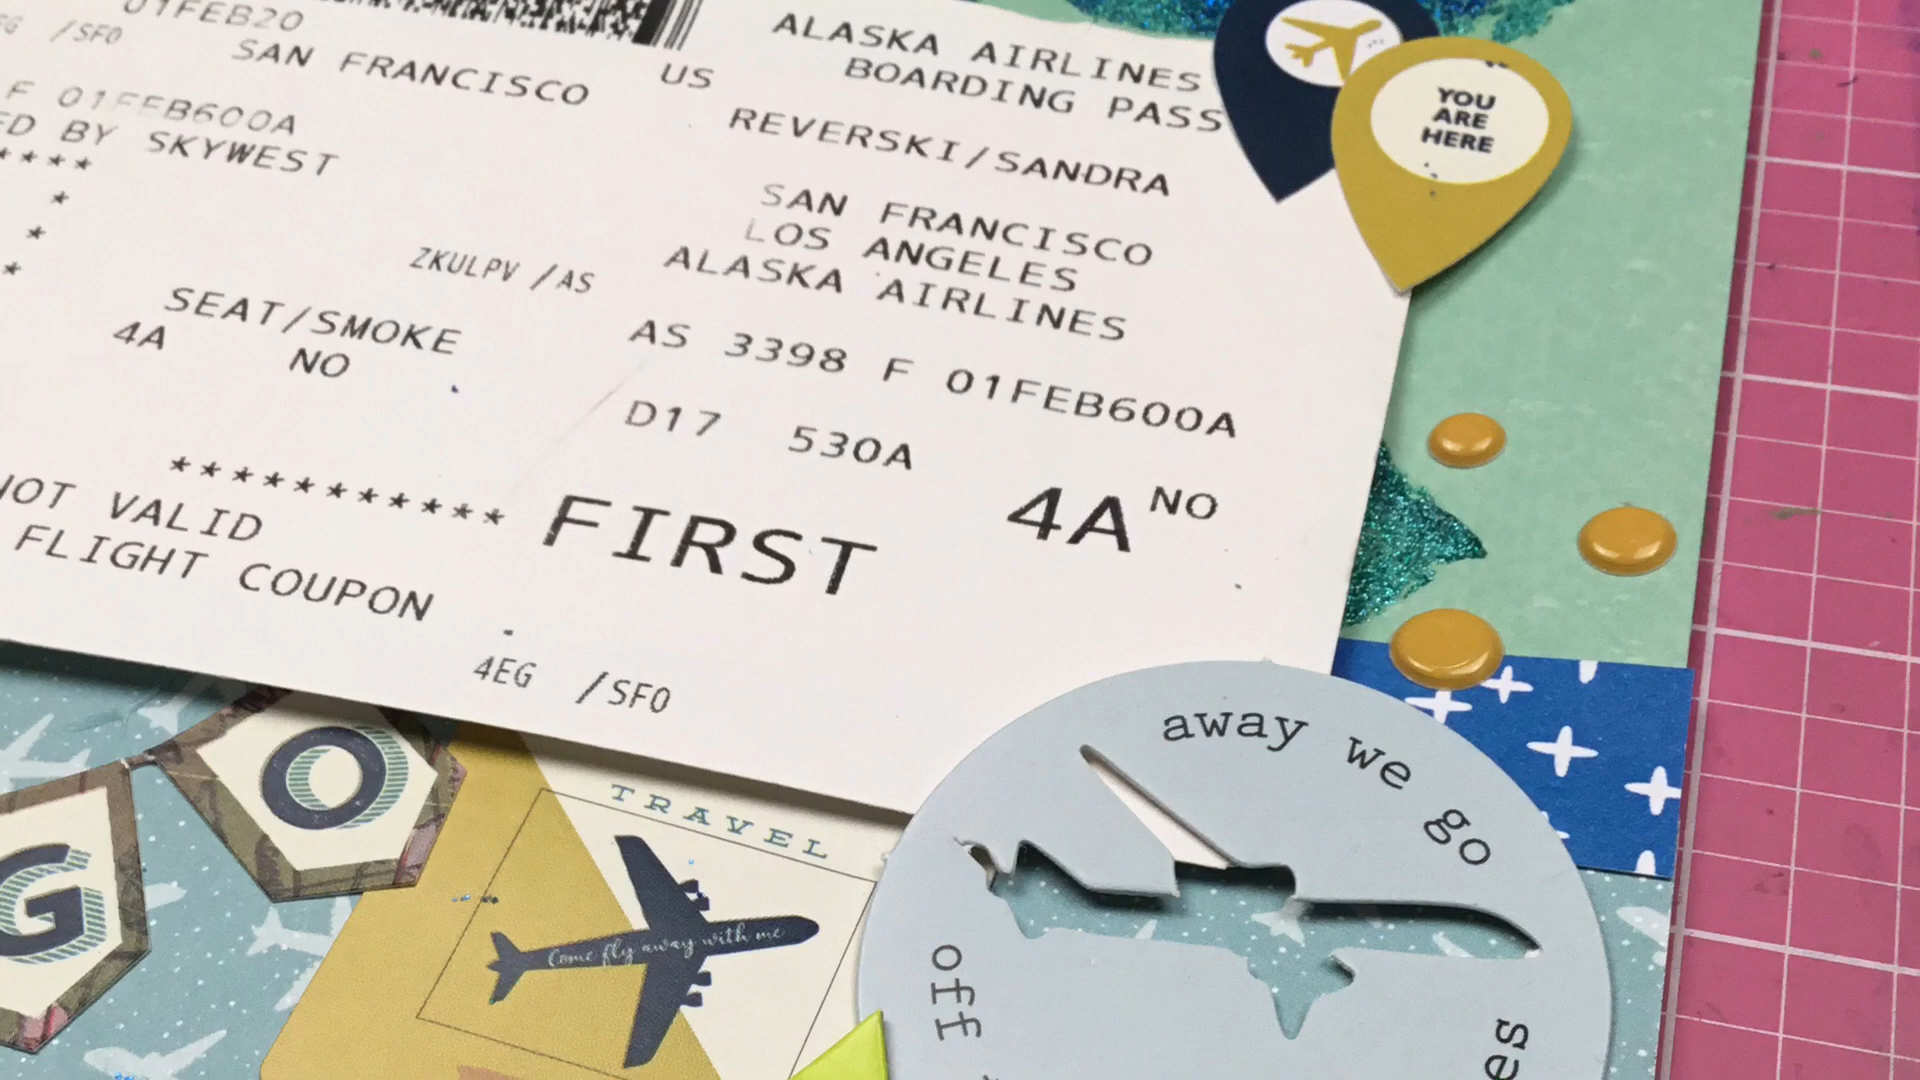 01FEB20
/SFO
SAN FRANCISCO US
F 01FEB600A
BY SKYWEST
****
*
*
*
ZKULPV /AS
SEAT/SMOKE
4A NO
***********
NOT VALID
FLIGHT COUPON
4EG /SFO
ALASKA AIRLINES
BOARDING PASS
REVERSKI/SANDRA
SAN FRANCISCO
LOS ANGELES
ALASKA AIRLINES
AS 3398 F 01FEB600A
D17 530A
FIRST 4A NO
YOU
ARE
HERE
GO
TRAVEL
Come fly away with me
away we go
off